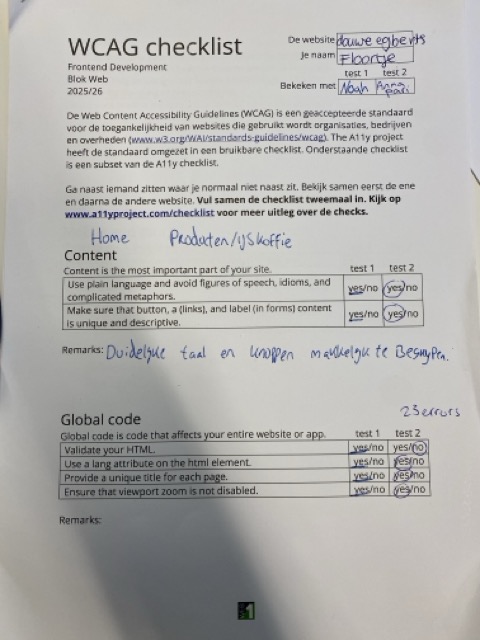 WCAG checklist
Frontend Development
Blok Web
2025/26
De website douwe egberts
Je naam Floortje
test 1 test 2
Bekeken met Noah Anna
De Web Content Accessibility Guidelines (WCAG) is een geaccepteerde standaard
voor de toegankelijkheid van websites die gebruikt wordt organisaties, bedrijven
en overheden (www.w3.org/WAI/standards-guidelines/wcag). The A11y project
heeft de standaard omgezet in een bruikbare checklist. Onderstaande checklist
is een subset van de A11y checklist.
Ga naast iemand zitten waar je normaal niet naast zit. Bekijk samen eerst de ene
en daarna de andere website. Vul samen de checklist tweemaal in. Kijk op
www.a11yproject.com/checklist voor meer uitleg over de checks.
Home Producten/ijskoffie
Content
Content is the most important part of your site. test 1 test 2
Use plain language and avoid figures of speech, idioms, and yes/no yes/no
complicated metaphors.
Make sure that button, a (links), and label (in forms) content yes/no yes/no
is unique and descriptive.
Remarks: Duidelijke taal en knoppen makkelijk te Begrijpen.
23 errors
Global code
Global code is code that affects your entire website or app. test 1 test 2
Validate your HTML. yes/no yes/no
Use a lang attribute on the html element. yes/no yes/no
Provide a unique title for each page. yes/no yes/no
Ensure that viewport zoom is not disabled. yes/no yes/no
Remarks:
1